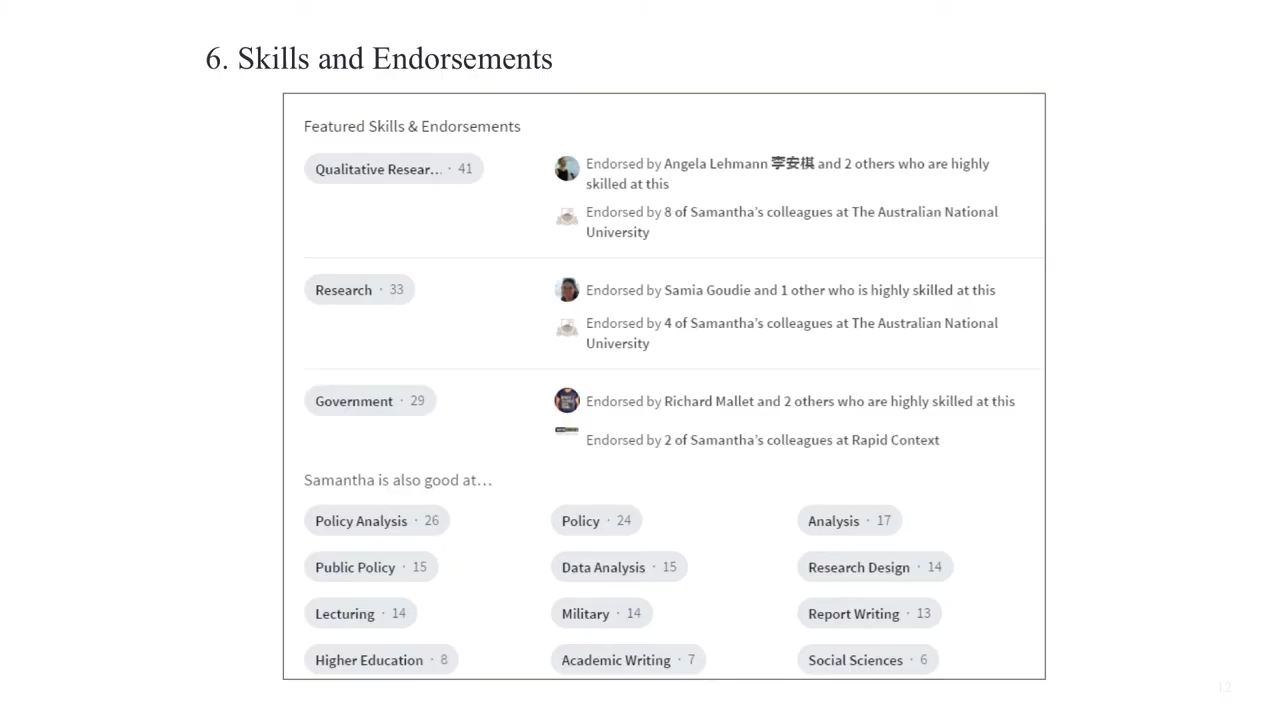 6. Skills and Endorsements
Featured Skills & Endorsements
Qualitative Resear... · 41
Endorsed by Angela Lehmann 李安棋 and 2 others who are highly
skilled at this
Endorsed by 8 of Samantha's colleagues at The Australian National
University
Research · 33
Endorsed by Samia Goudie and 1 other who is highly skilled at this
Endorsed by 4 of Samantha's colleagues at The Australian National
University
Government · 29
Endorsed by Richard Mallet and 2 others who are highly skilled at this
Endorsed by 2 of Samantha's colleagues at Rapid Context
Samantha is also good at...
Policy Analysis · 26
Policy · 24
Analysis · 17
Public Policy · 15
Data Analysis · 15
Research Design · 14
Lecturing · 14
Military · 14
Report Writing · 13
Higher Education · 8
Academic Writing · 7
Social Sciences · 6
12